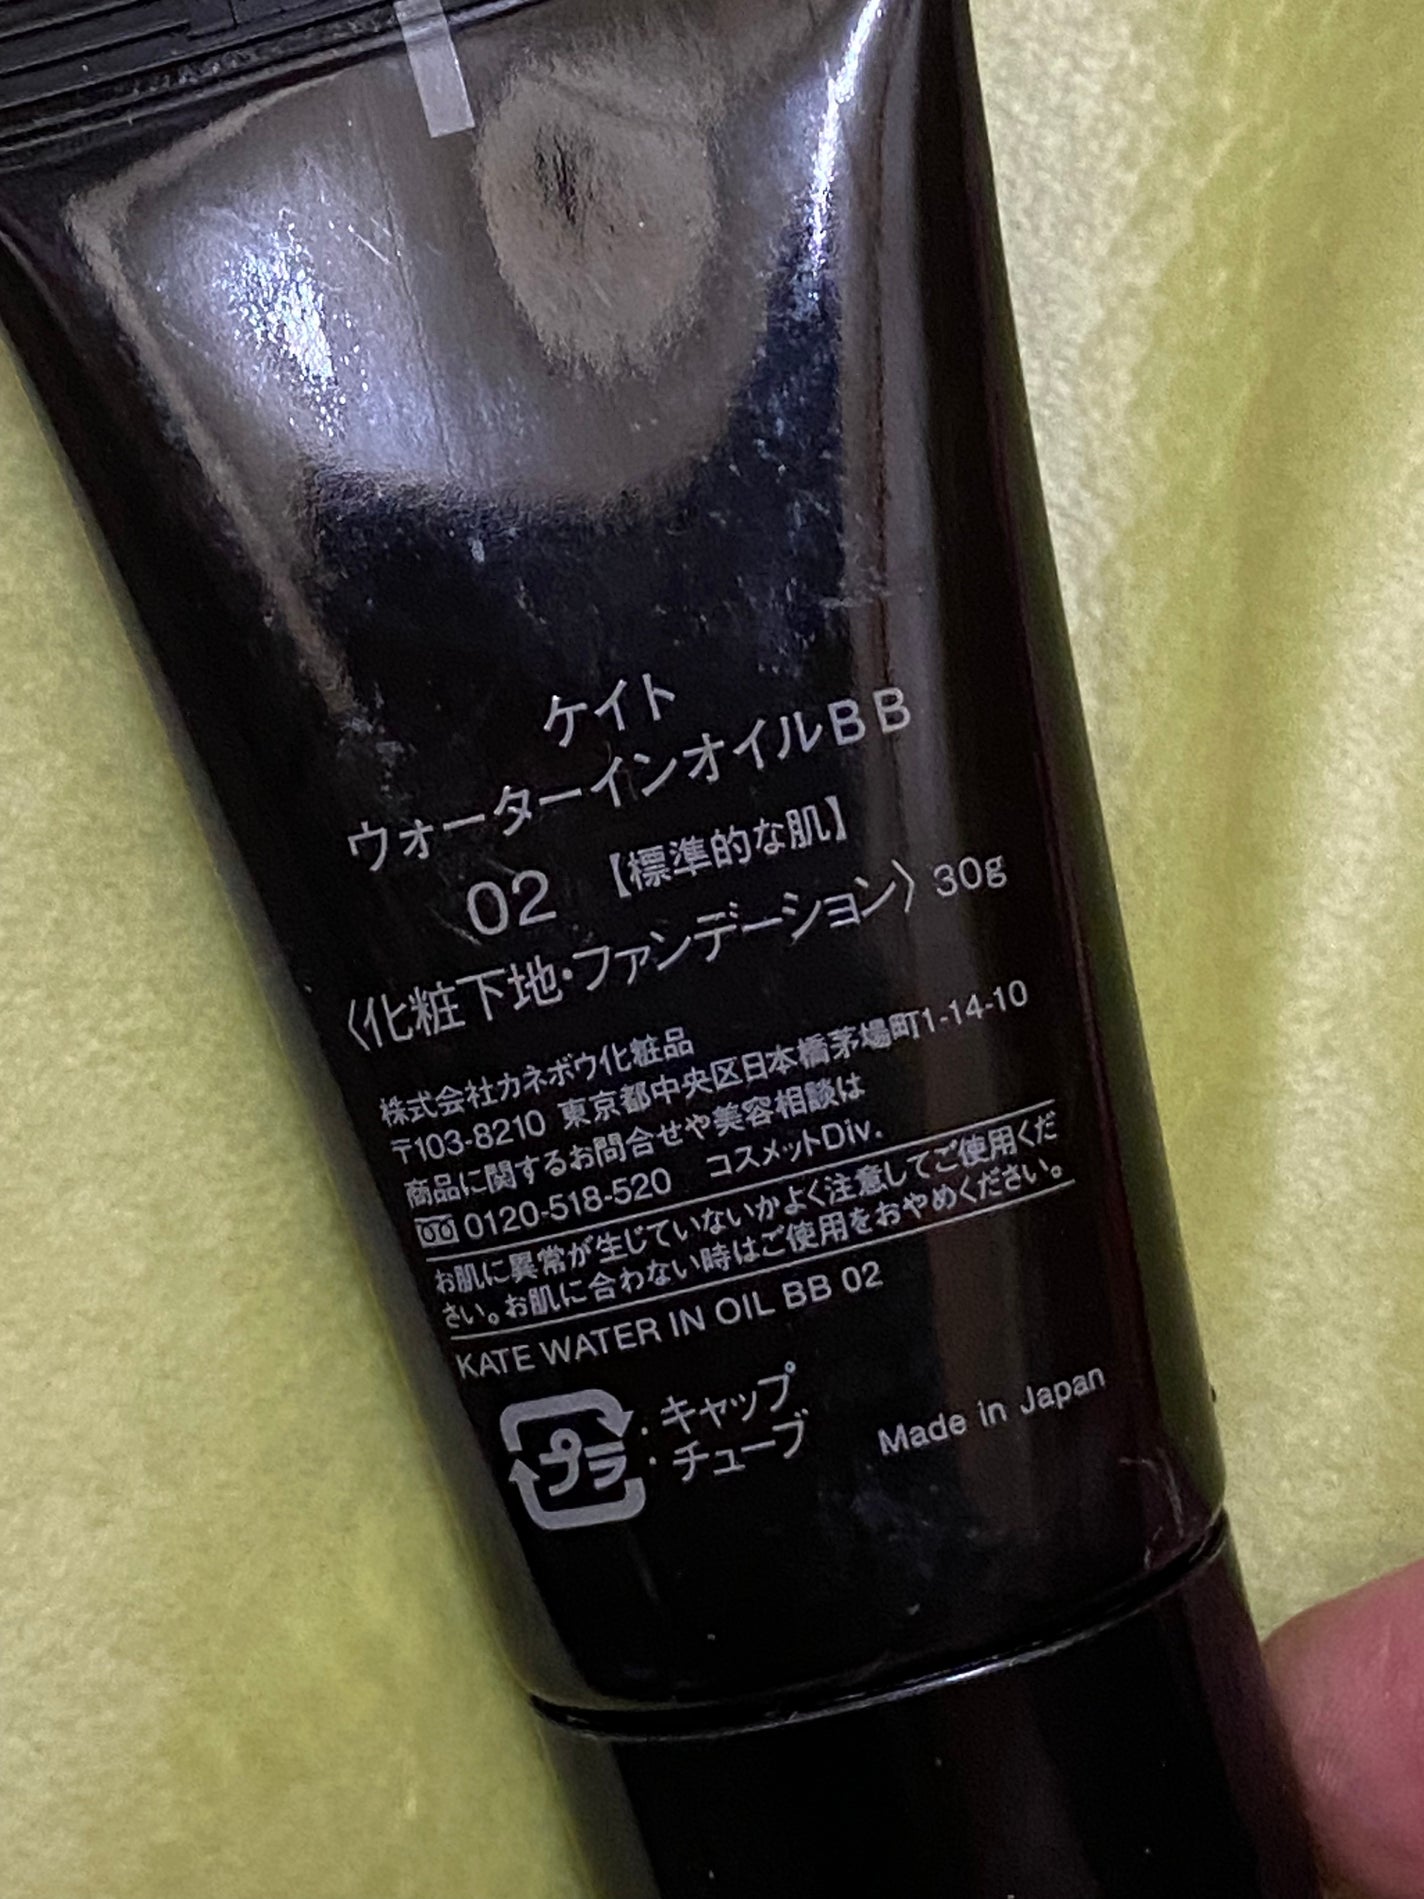 ケイト
ウォーターインオイルBB
02 【標準的な肌】
〈化粧下地・ファンデーション〉 30g
株式会社カネボウ化粧品
〒103-8210 東京都中央区日本橋茅場町1-14-10
商品に関するお問合せや美容相談は
0120-518-520 コスメットDiv.
お肌に異常が生じていないかよく注意してご使用くだ
さい。お肌に合わない時はご使用をおやめください。
KATE WATER IN OIL BB 02
プラ : キャップ
: チューブ
Made in Japan